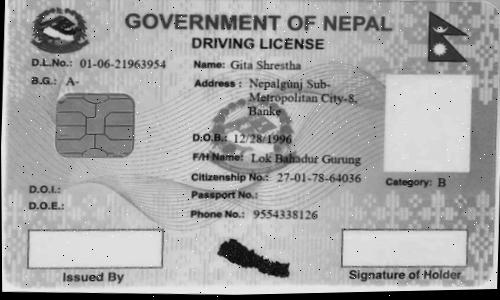 GOVERNMENT OF NEPAL
DRIVING LICENSE
D.L.No.: 01-06-21963954
B.G.: A-
Name: Gita Shrestha
Address : Nepalgunj Sub-
Metropolitan City-8,
Banke
D.O.B.: 12/28/1996
F/H Name: Lok Bahadur Gurung
Citizenship No.: 27-01-78-64036
Passport No.:
Phone No.: 9554338126
Category: B
D.O.I.:
D.O.E.:
Issued By
Signature of Holder